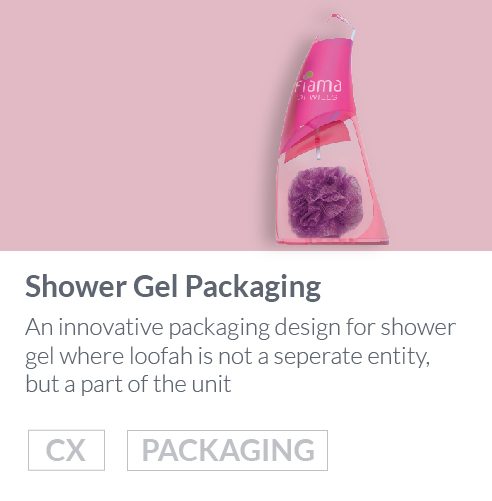 Fiama
DI WILLS
Shower Gel Packaging
An innovative packaging design for shower
gel where loofah is not a seperate entity,
but a part of the unit
CX
PACKAGING